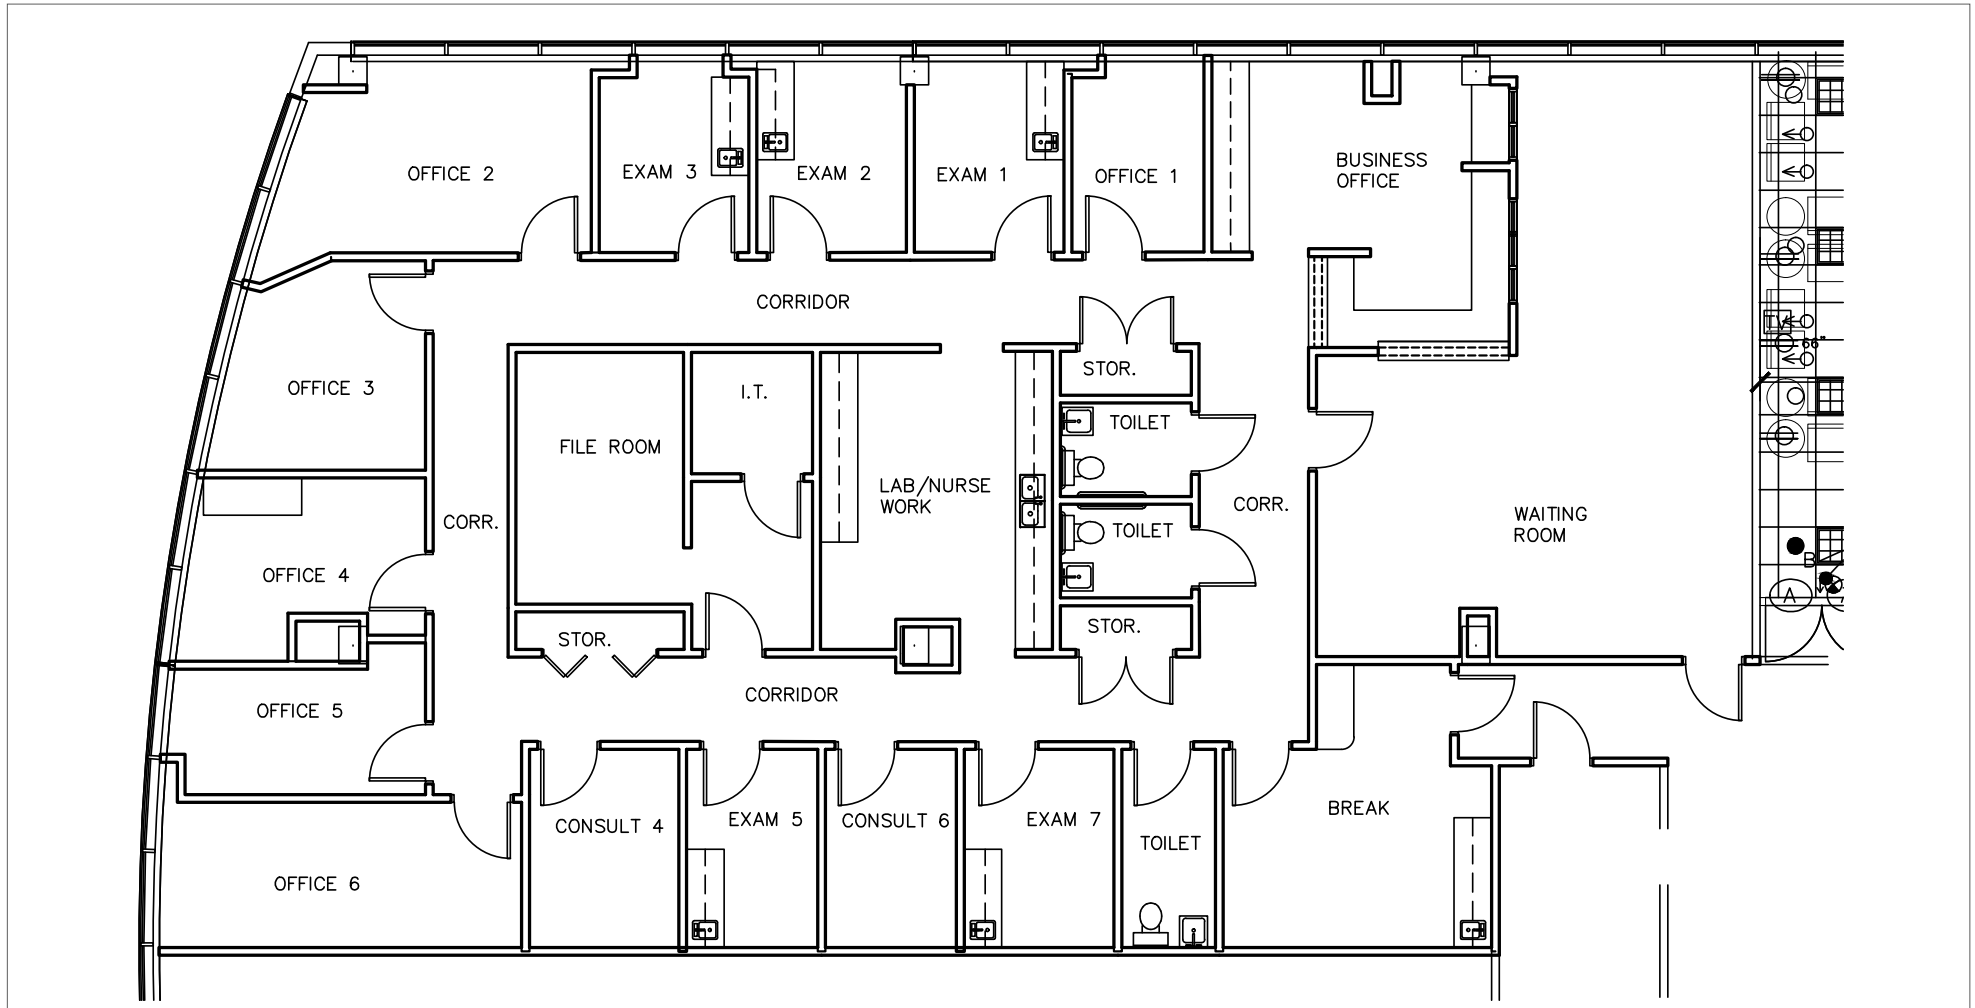 BUSINESS
OFFICE
OFFICE 2
EXAM 3
EXAM 2
EXAM 1
OFFICE 1
CORRIDOR
TV
66"
STOR.
OFFICE 3
I.T.
TOILET
FILE ROOM
LAB/NURSE
WORK
CORR.
CORR.
WAITING
ROOM
TOILET
B
OFFICE 4
A
STOR.
STOR.
CORRIDOR
OFFICE 5
BREAK
CONSULT 4
EXAM 5
CONSULT 6
EXAM 7
TOILET
OFFICE 6